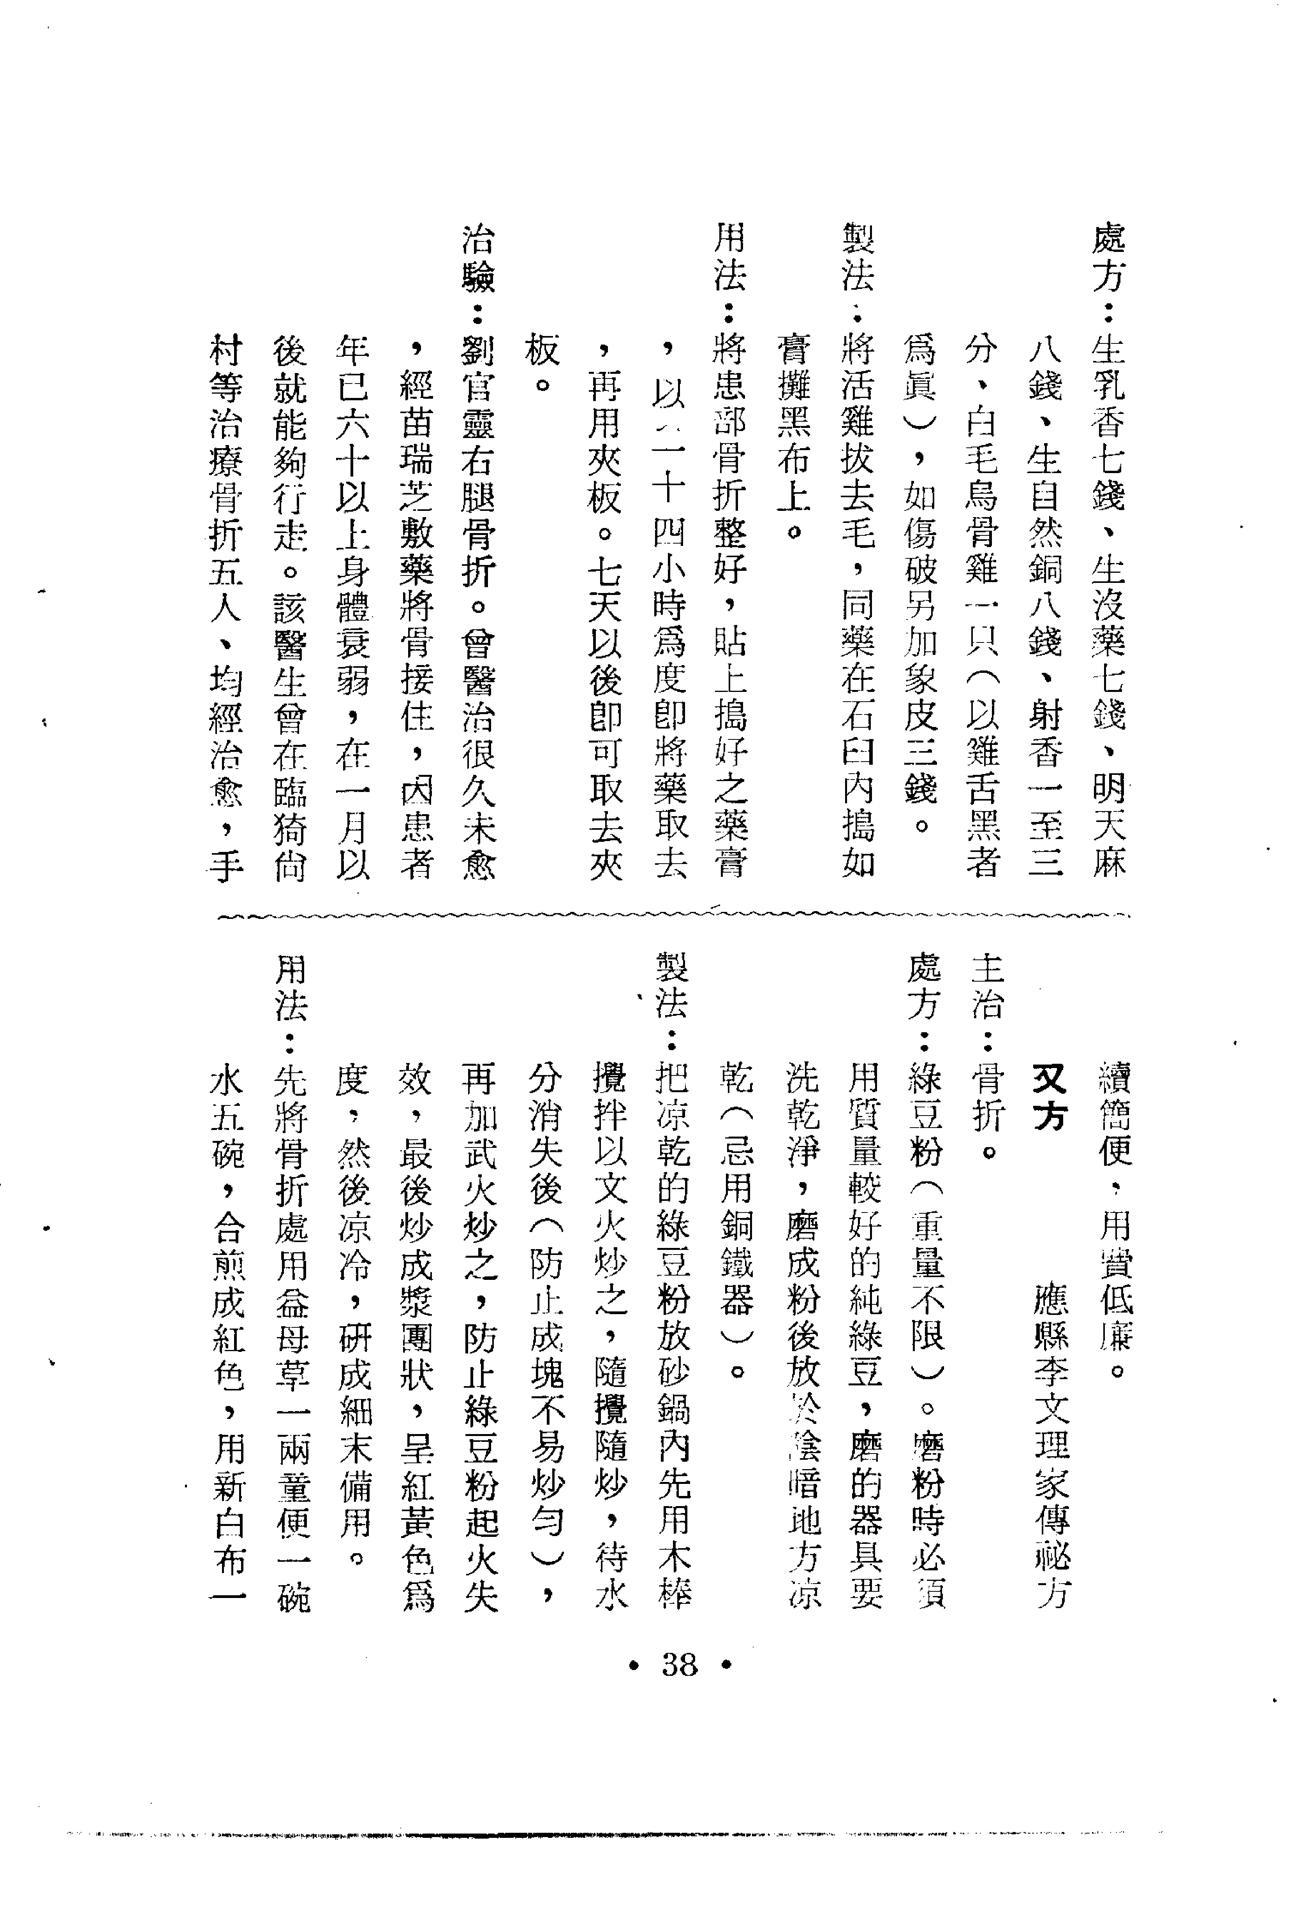 處方：生乳香七錢、生沒藥七錢、明天麻
八錢、生自然銅八錢、射香一至三
分、白毛烏骨雞一只（以雞舌黑者
爲眞），如傷破另加象皮三錢。
製法：將活雞拔去毛，同藥在石臼內搗如
膏攤黑布上。
用法：將患部骨折整好，貼上搗好之藥膏
，以二十四小時爲度卽將藥取去
，再用夾板。七天以後卽可取去夾
板。
治驗：劉官靈右腿骨折。曾醫治很久未愈
，經苗瑞芝敷藥將骨接住，因患者
年已六十以上身體衰弱，在一月以
後就能夠行走。該醫生曾在臨猗尙
村等治療骨折五人、均經治愈，手
續簡便，用費低廉。
又方　應縣李文理家傳祕方
主治：骨折。
處方：綠豆粉（重量不限）。磨粉時必須
用質量較好的純綠豆，磨的器具要
洗乾淨，磨成粉後放於陰暗地方凉
乾（忌用銅鐵器）。
製法：把凉乾的綠豆粉放砂鍋內先用木棒
攪拌以文火炒之，隨攪隨炒，待水
分消失後（防止成塊不易炒勻），
再加武火炒之，防止綠豆粉起火失
效，最後炒成漿團狀，呈紅黃色爲
度，然後凉冷，硏成細末備用。
用法：先將骨折處用益母草一兩童便一碗
水五碗，合煎成紅色，用新白布一
• 38 •